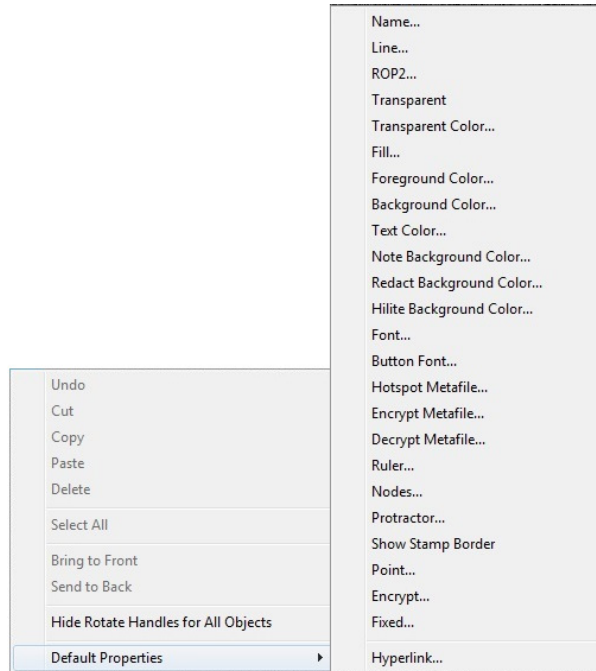 Undo
Cut
Copy
Paste
Delete
Select All
Bring to Front
Send to Back
Hide Rotate Handles for All Objects
Default Properties
Name...
Line...
ROP2...
Transparent
Transparent Color...
Fill...
Foreground Color...
Background Color...
Text Color...
Note Background Color...
Redact Background Color...
Hilite Background Color...
Font...
Button Font...
Hotspot Metafile...
Encrypt Metafile...
Decrypt Metafile...
Ruler...
Nodes...
Protractor...
Show Stamp Border
Point...
Encrypt...
Fixed...
Hyperlink...